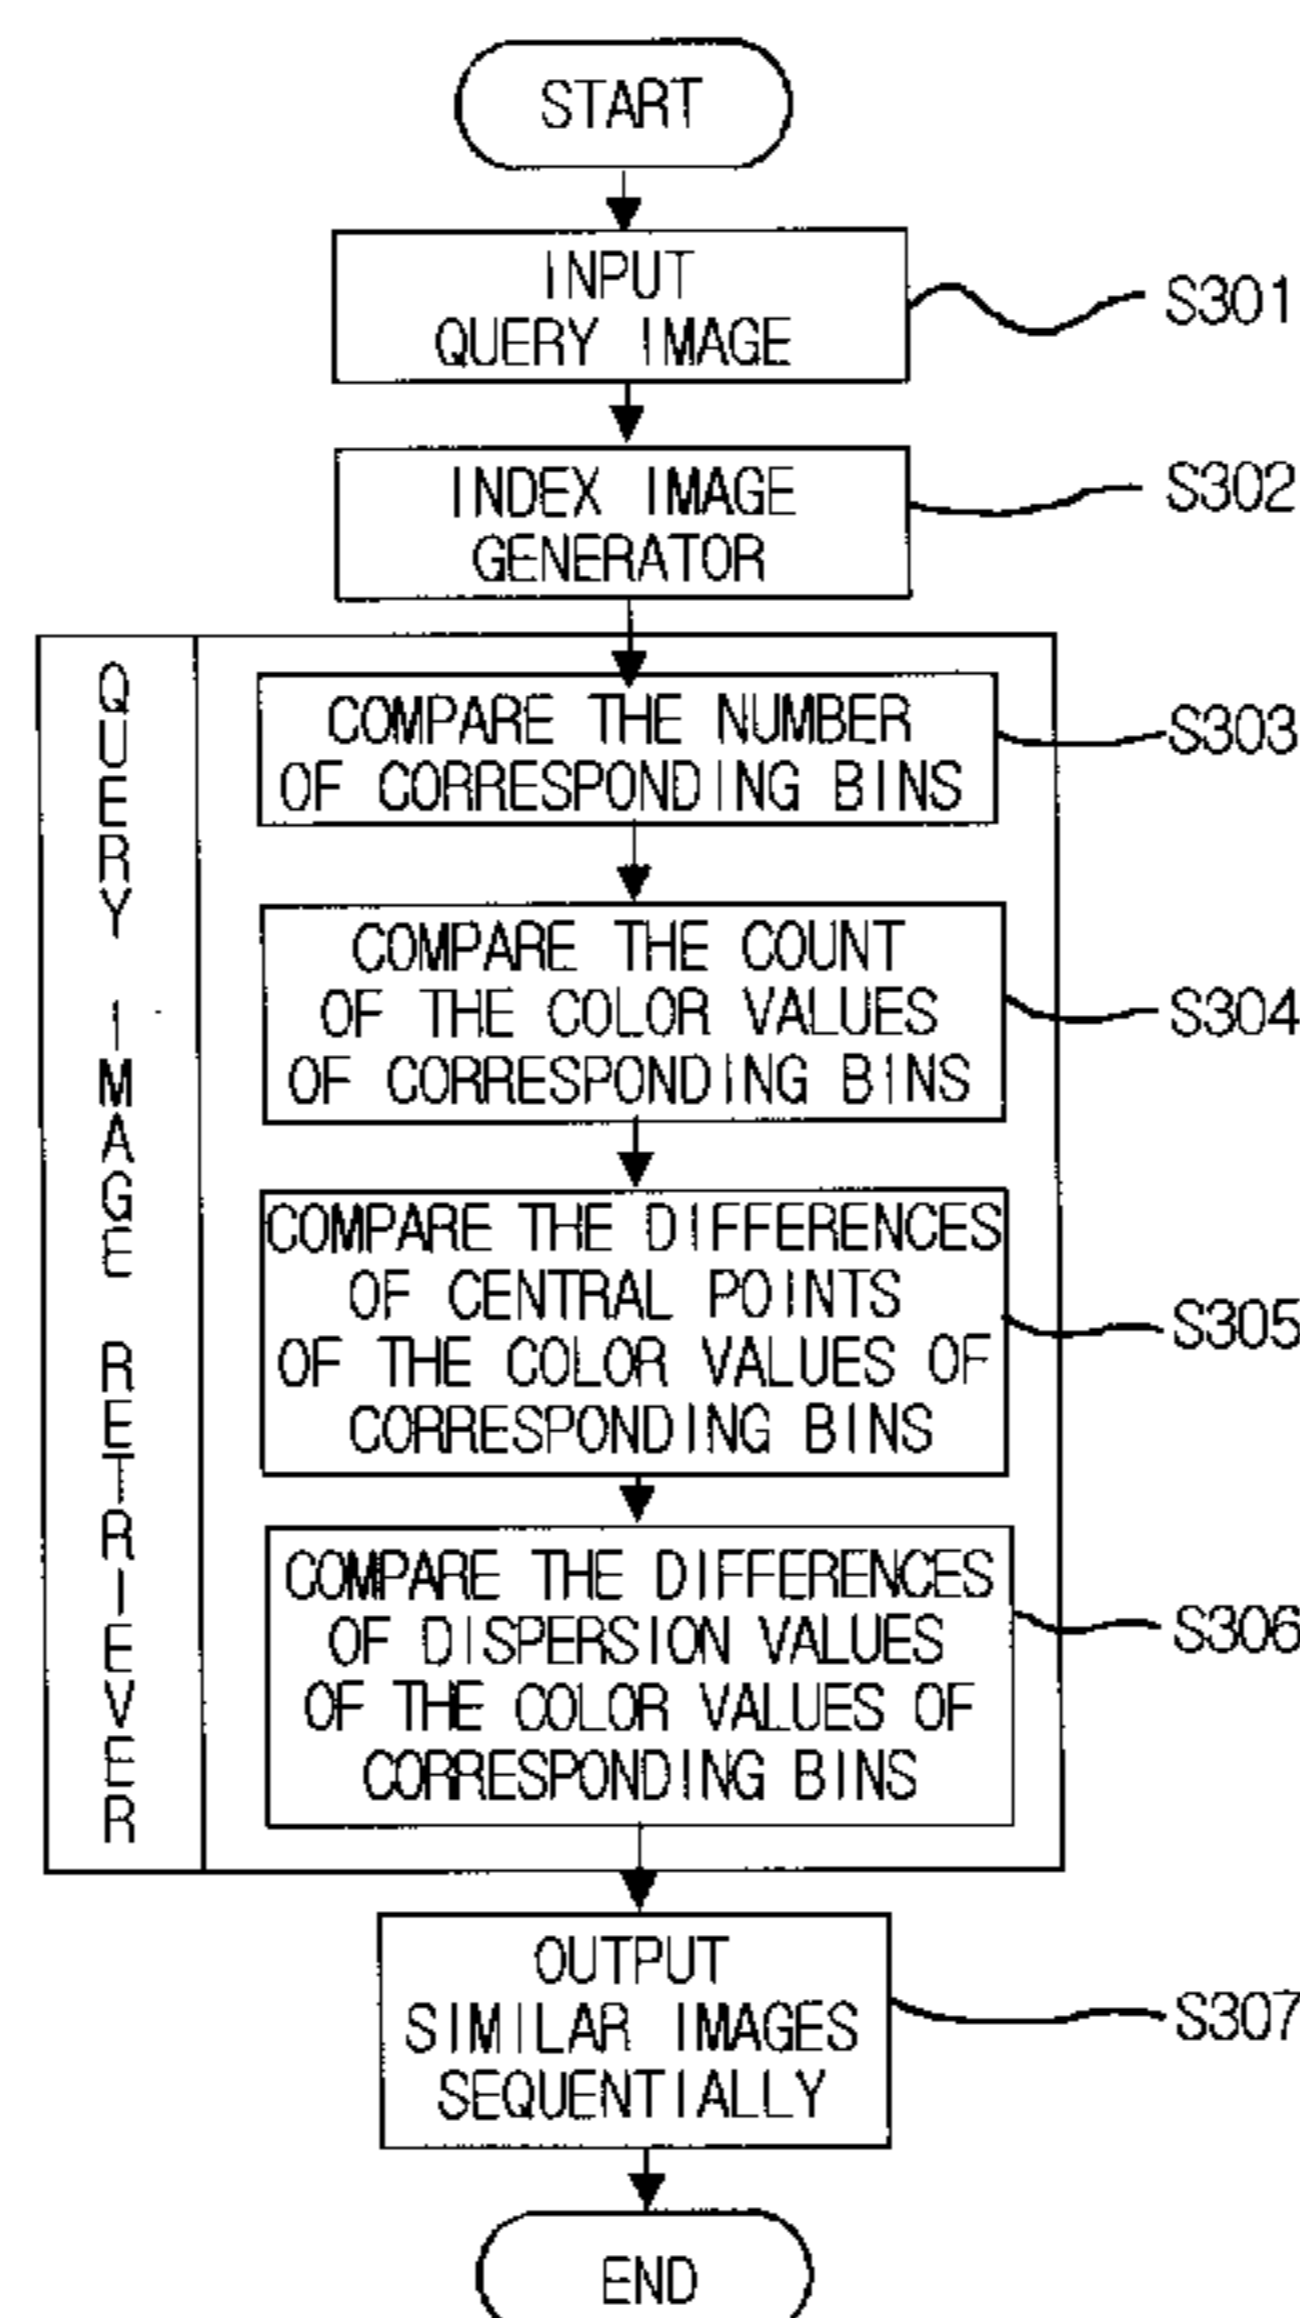 START
INPUT
QUERY IMAGE
S301
INDEX IMAGE
GENERATOR
S302
QUERY IMAGE RETRIEVER
COMPARE THE NUMBER
OF CORRESPONDING BINS
S303
COMPARE THE COUNT
OF THE COLOR VALUES
OF CORRESPONDING BINS
S304
COMPARE THE DIFFERENCES
OF CENTRAL POINTS
OF THE COLOR VALUES OF
CORRESPONDING BINS
S305
COMPARE THE DIFFERENCES
OF DISPERSION VALUES
OF THE COLOR VALUES OF
CORRESPONDING BINS
S306
OUTPUT
SIMILAR IMAGES
SEQUENTIALLY
S307
END